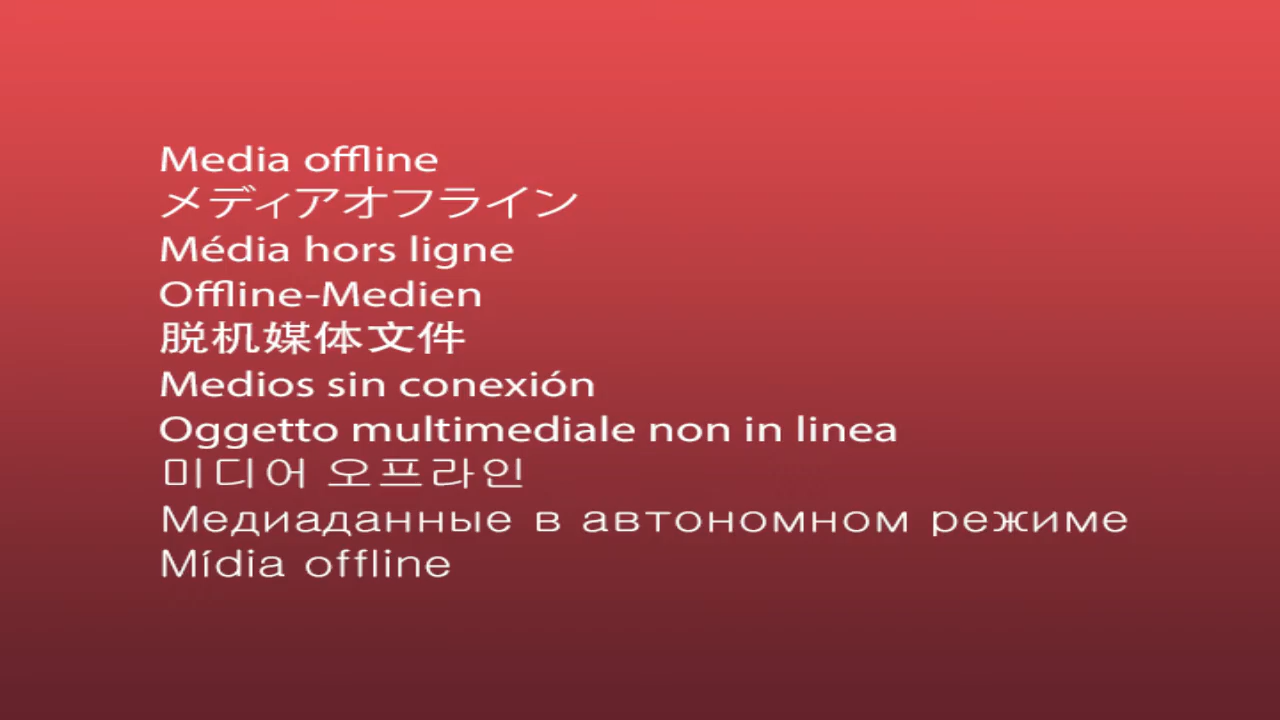 Media offline
メディアオフライン
Média hors ligne
Offline-Medien
脱机媒体文件
Medios sin conexión
Oggetto multimediale non in linea
미디어 오프라인
Медиаданные в автономном режиме
Mídia offline